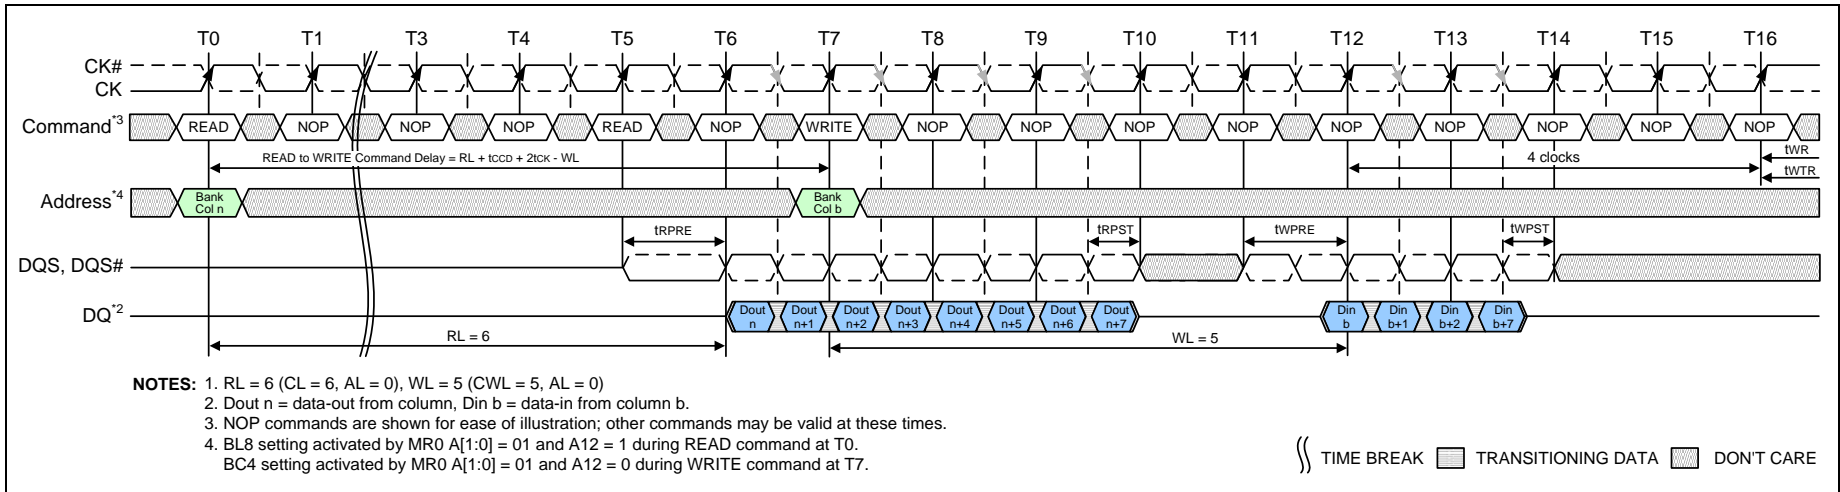 T0 T1 T3 T4 T5 T6 T7 T8 T9 T10 T11 T12 T13 T14 T15 T16
CK#
CK
Command*3 READ NOP NOP NOP READ NOP WRITE NOP NOP NOP NOP NOP NOP NOP NOP NOP
READ to WRITE Command Delay = RL + tCCD + 2tCK - WL
4 clocks
tWR
tWTR
Address*4 Bank Col n Bank Col b
tRPRE tRPST tWPRE tWPST
DQS, DQS#
DQ*2 Dout n Dout n+1 Dout n+2 Dout n+3 Dout n+4 Dout n+5 Dout n+6 Dout n+7 Din b Din b+1 Din b+2 Din b+7
RL = 6 WL = 5
NOTES: 1. RL = 6 (CL = 6, AL = 0), WL = 5 (CWL = 5, AL = 0)
2. Dout n = data-out from column, Din b = data-in from column b.
3. NOP commands are shown for ease of illustration; other commands may be valid at these times.
4. BL8 setting activated by MR0 A[1:0] = 01 and A12 = 1 during READ command at T0.
BC4 setting activated by MR0 A[1:0] = 01 and A12 = 0 during WRITE command at T7.
TIME BREAK TRANSITIONING DATA DON'T CARE